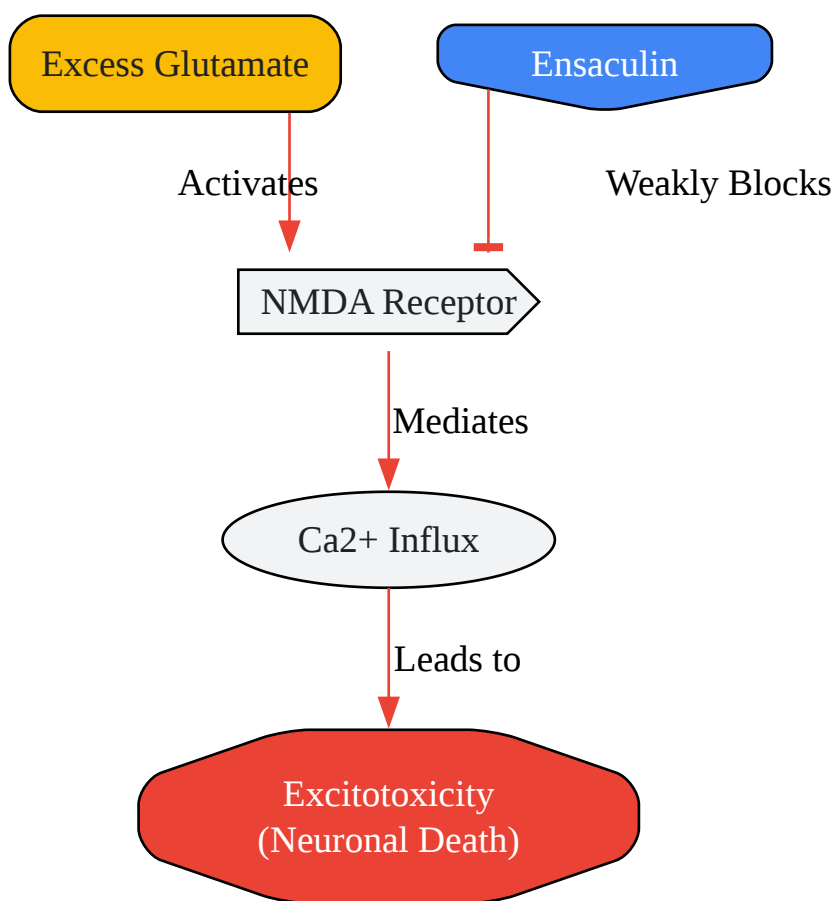 Excess Glutamate
Ensaculin
Activates
Weakly Blocks
NMDA Receptor
Mediates
Ca2+ Influx
Leads to
Excitotoxicity
(Neuronal Death)